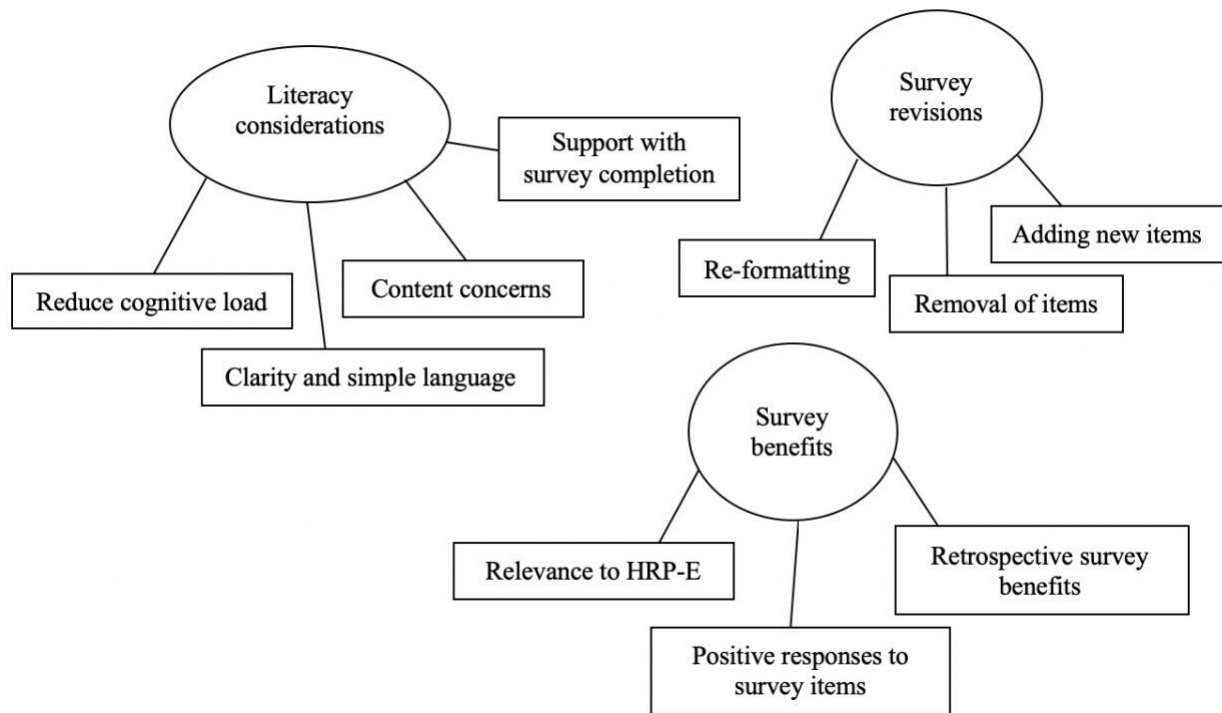 Literacy
considerations
Support with
survey completion
Content concerns
Reduce cognitive load
Clarity and simple language
Survey
revisions
Adding new items
Re-formatting
Removal of items
Survey
benefits
Relevance to HRP-E
Retrospective survey
benefits
Positive responses to
survey items